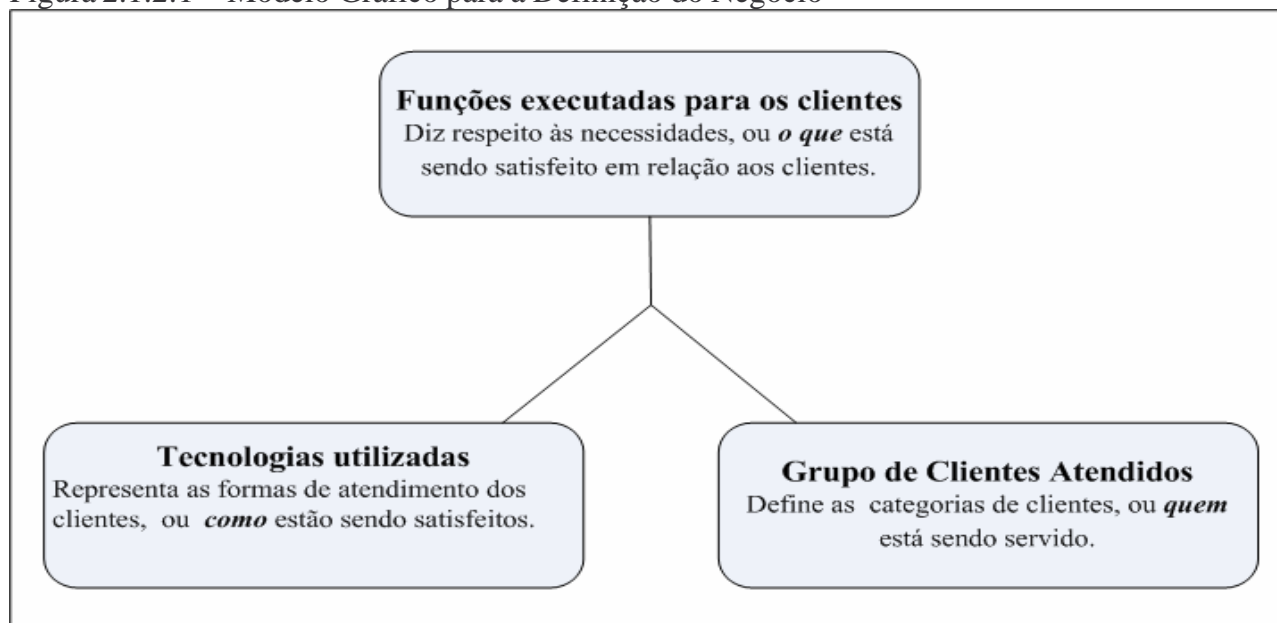 Figura 2.1.2.1 – Modelo Gráfico para a Definição do Negócio
Funções executadas para os clientes
Diz respeito às necessidades, ou o que está
sendo satisfeito em relação aos clientes.
Tecnologias utilizadas
Representa as formas de atendimento dos
clientes, ou como estão sendo satisfeitos.
Grupo de Clientes Atendidos
Define as categorias de clientes, ou quem
está sendo servido.